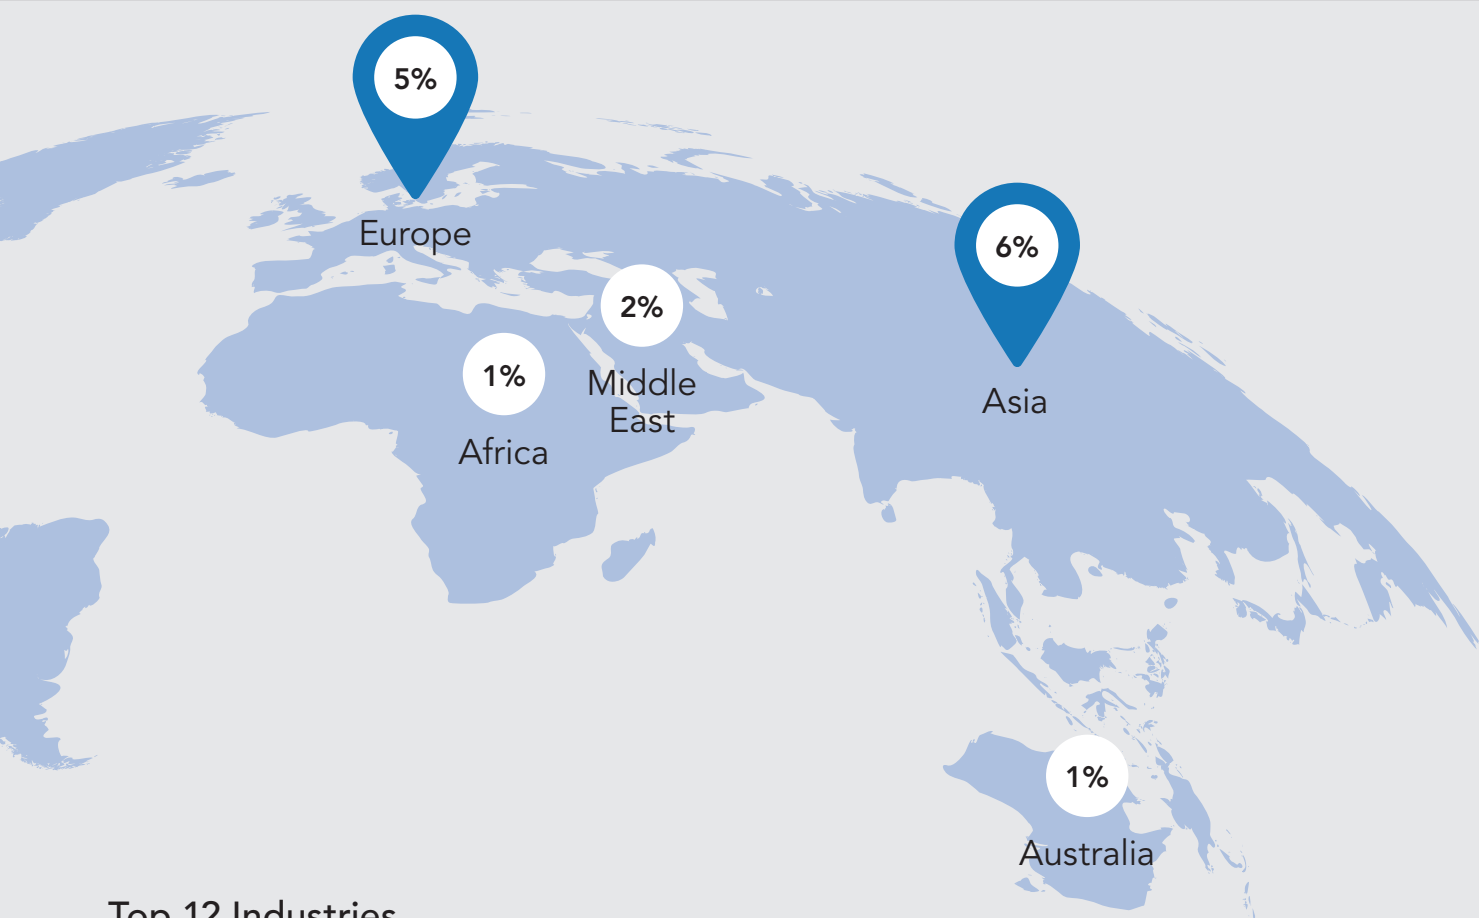 5%
Europe
6%
Asia
2%
Middle
East
1%
Africa
1%
Australia
Top 12 Industries